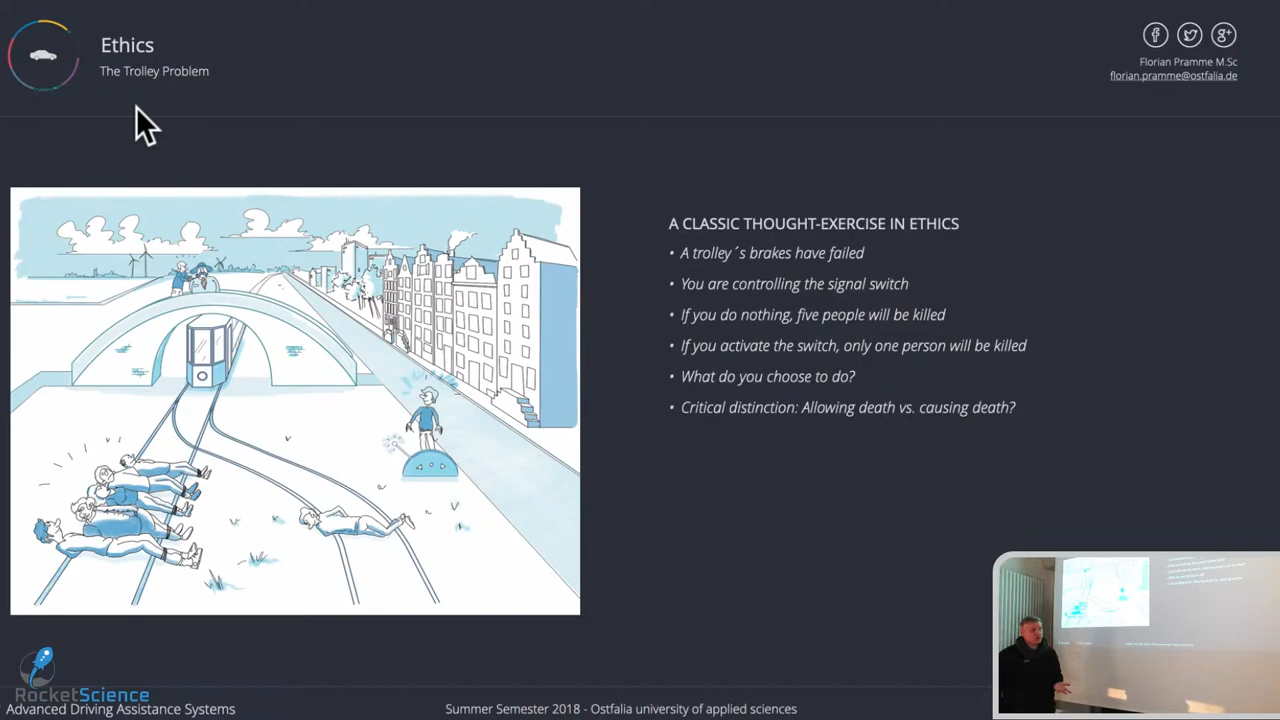 Ethics
The Trolley Problem
Florian Pramme M.Sc
florian.pramme@ostfalia.de
A CLASSIC THOUGHT-EXERCISE IN ETHICS
• A trolley´s brakes have failed
• You are controlling the signal switch
• If you do nothing, five people will be killed
• If you activate the switch, only one person will be killed
• What do you choose to do?
• Critical distinction: Allowing death vs. causing death?
RocketScience
Advanced Driving Assistance Systems
Summer Semester 2018 - Ostfalia university of applied sciences